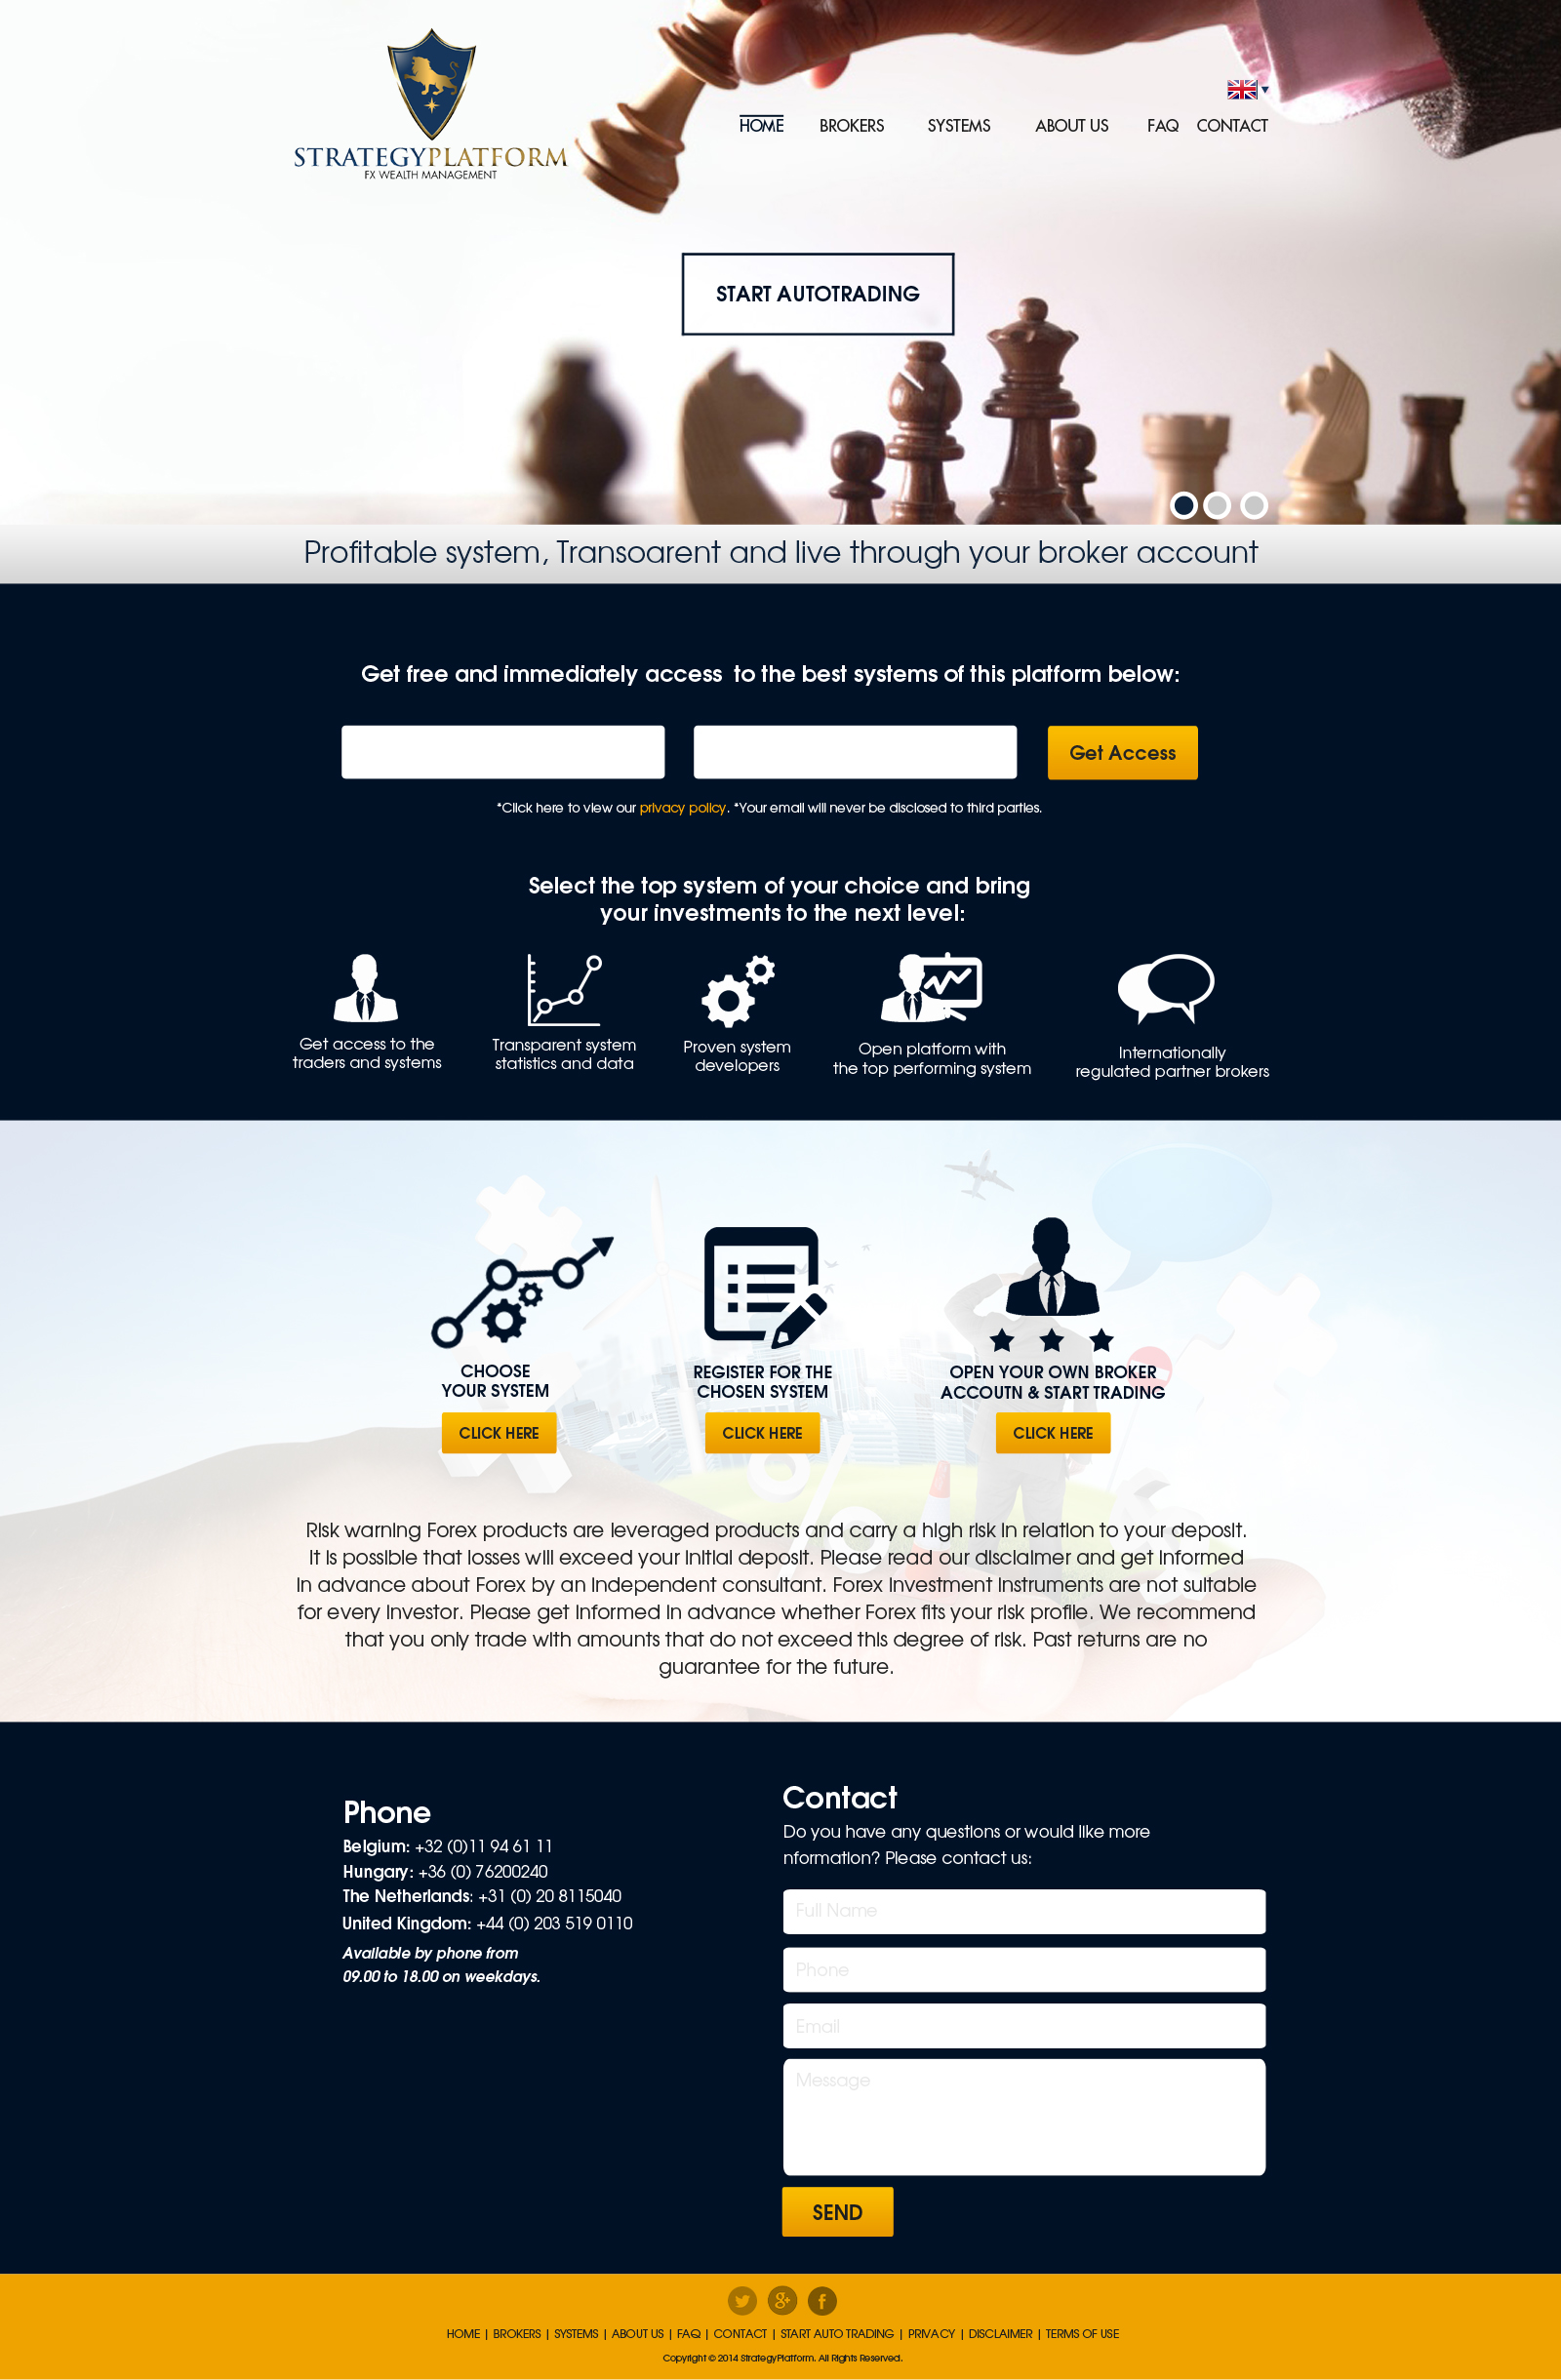 STRATEGYPLATFORM
FX WEALTH MANAGEMENT
HOME BROKERS SYSTEMS ABOUT US FAQ CONTACT
START AUTOTRADING
Profitable system, Transoarent and live through your broker account
Get free and immediately access to the best systems of this platform below:
Get Access
*Click here to view our privacy policy. *Your email will never be disclosed to third parties.
Select the top system of your choice and bring
your investments to the next level:
Get access to the
traders and systems
Transparent system
statistics and data
Proven system
developers
Open platform with
the top performing system
Internationally
regulated partner brokers
CHOOSE
YOUR SYSTEM
CLICK HERE
REGISTER FOR THE
CHOSEN SYSTEM
CLICK HERE
OPEN YOUR OWN BROKER
ACCOUTN & START TRADING
CLICK HERE
Risk warning Forex products are leveraged products and carry a high risk in relation to your deposit.
It is possible that losses will exceed your initial deposit. Please read our disclaimer and get informed
in advance about Forex by an independent consultant. Forex Investment Instruments are not suitable
for every investor. Please get informed in advance whether Forex fits your risk profile. We recommend
that you only trade with amounts that do not exceed this degree of risk. Past returns are no
guarantee for the future.
Phone
Belgium: +32 (0)11 94 61 11
Hungary: +36 (0) 76200240
The Netherlands: +31 (0) 20 8115040
United Kingdom: +44 (0) 203 519 0110
Available by phone from
09.00 to 18.00 on weekdays.
Contact
Do you have any questions or would like more
nformation? Please contact us:
Full Name
Phone
Email
Message
SEND
HOME | BROKERS | SYSTEMS | ABOUT US | FAQ | CONTACT | START AUTO TRADING | PRIVACY | DISCLAIMER | TERMS OF USE
Copyright © 2014 StrategyPlatform. All Rights Reserved.